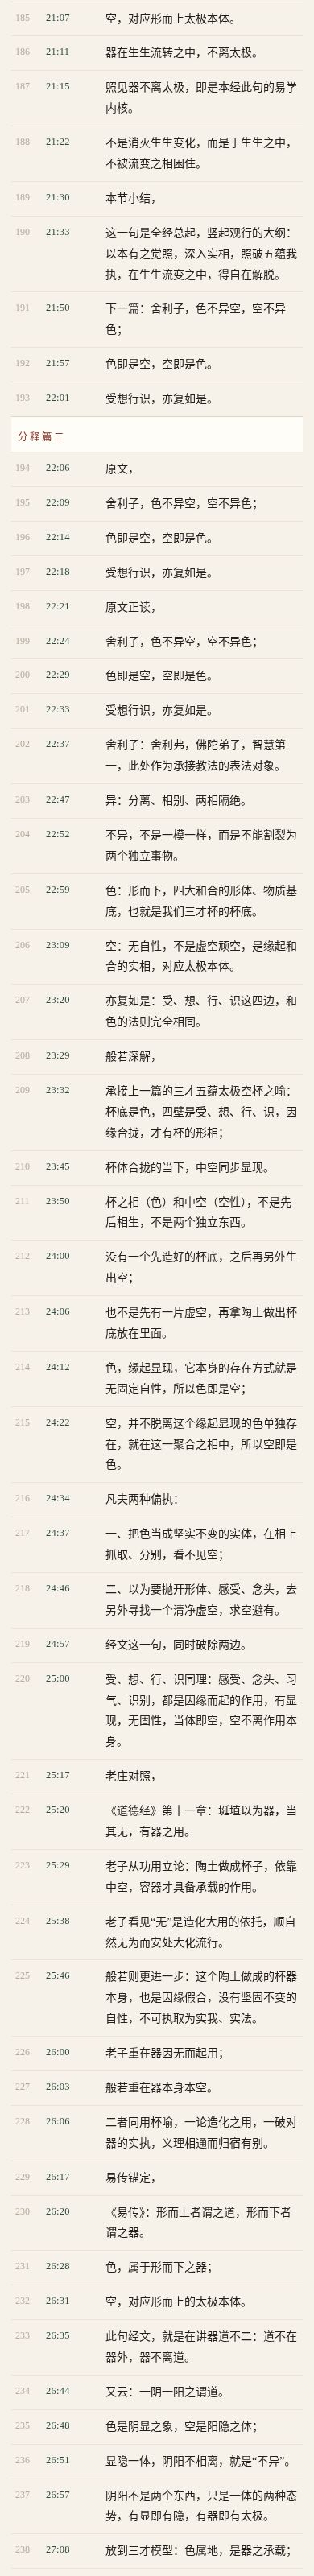 185 21:07 空，对应形而上太极本体。
186 21:11 器在生生流转之中，不离太极。
187 21:15 照见器不离太极，即是本经此句的易学
内核。
188 21:22 不是消灭生生变化，而是于生生之中，
不被流变之相困住。
189 21:30 本节小结，
190 21:33 这一句是全经总起，竖起观行的大纲：
以本有之觉照，深入实相，照破五蕴我
执，在生生流变之中，得自在解脱。
191 21:50 下一篇：舍利子，色不异空，空不异
色；
192 21:57 色即是空，空即是色。
193 22:01 受想行识，亦复如是。
分释篇二
194 22:06 原文，
195 22:09 舍利子，色不异空，空不异色；
196 22:14 色即是空，空即是色。
197 22:18 受想行识，亦复如是。
198 22:21 原文正读，
199 22:24 舍利子，色不异空，空不异色；
200 22:29 色即是空，空即是色。
201 22:33 受想行识，亦复如是。
202 22:37 舍利子：舍利弗，佛陀弟子，智慧第
一，此处作为承接教法的表法对象。
203 22:47 异：分离、相别、两相隔绝。
204 22:52 不异，不是一模一样，而是不能割裂为
两个独立事物。
205 22:59 色：形而下，四大和合的形体、物质基
底，也就是我们三才杯的杯底。
206 23:09 空：无自性，不是虚空顽空，是缘起和
合的实相，对应太极本体。
207 23:20 亦复如是：受、想、行、识这四边，和
色的法则完全相同。
208 23:29 般若深解，
209 23:32 承接上一篇的三才五蕴太极空杯之喻：
杯底是色，四壁是受、想、行、识，因
缘合拢，才有杯的形相；
210 23:45 杯体合拢的当下，中空同步显现。
211 23:50 杯之相（色）和中空（空性），不是先
后相生，不是两个独立东西。
212 24:00 没有一个先造好的杯底，之后再另外生
出空；
213 24:06 也不是先有一片虚空，再拿陶土做出杯
底放在里面。
214 24:12 色，缘起显现，它本身的存在方式就是
无固定自性，所以色即是空；
215 24:22 空，并不脱离这个缘起显现的色单独存
在，就在这一聚合之相中，所以空即是
色。
216 24:34 凡夫两种偏执：
217 24:37 一、把色当成坚实不变的实体，在相上
抓取、分别，看不见空；
218 24:46 二、以为要抛开形体、感受、念头，去
另外寻找一个清净虚空，求空避有。
219 24:57 经文这一句，同时破除两边。
220 25:00 受、想、行、识同理：感受、念头、习
气、识别，都是因缘而起的作用，有显
现，无固性，当体即空，空不离作用本
身。
221 25:17 老庄对照，
222 25:20 《道德经》第十一章：埏埴以为器，当
其无，有器之用。
223 25:29 老子从功用立论：陶土做成杯子，依靠
中空，容器才具备承载的作用。
224 25:38 老子看见“无”是造化大用的依托，顺自
然无为而安处大化流行。
225 25:46 般若则更进一步：这个陶土做成的杯器
本身，也是因缘假合，没有坚固不变的
自性，不可执取为实我、实法。
226 26:00 老子重在器因无而起用；
227 26:03 般若重在器本身本空。
228 26:06 二者同用杯喻，一论造化之用，一破对
器的实执，义理相通而归宿有别。
229 26:17 易传锚定，
230 26:20 《易传》：形而上者谓之道，形而下者
谓之器。
231 26:28 色，属于形而下之器；
232 26:31 空，对应形而上的太极本体。
233 26:35 此句经文，就是在讲器道不二：道不在
器外，器不离道。
234 26:44 又云：一阴一阳之谓道。
235 26:48 色是阴显之象，空是阳隐之体；
236 26:51 显隐一体，阴阳不相离，就是“不异”。
237 26:57 阴阳不是两个东西，只是一体的两种态
势，有显即有隐，有器即有太极。
238 27:08 放到三才模型：色属地，是器之承载；